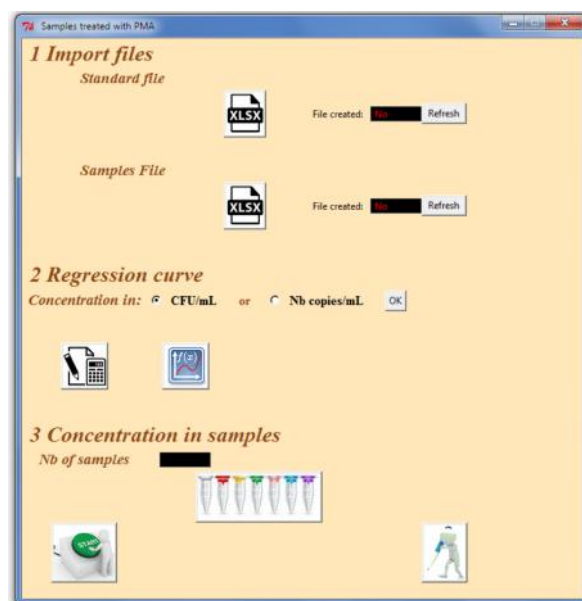 Samples treated with PMA
1 Import files
Standard file
XLSX
File created: No Refresh
Samples File
XLSX
File created: No Refresh
2 Regression curve
Concentration in: CFU/mL or Nb copies/mL OK
f(x)
3 Concentration in samples
Nb of samples
START